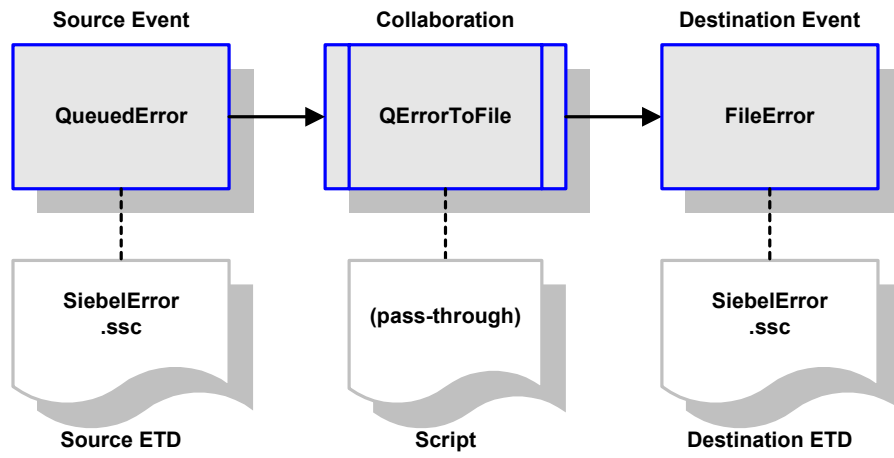 Source Event
Collaboration
Destination Event
QueuedError
QErrorToFile
FileError
SiebelError
.ssc
(pass-through)
SiebelError
.ssc
Source ETD
Script
Destination ETD